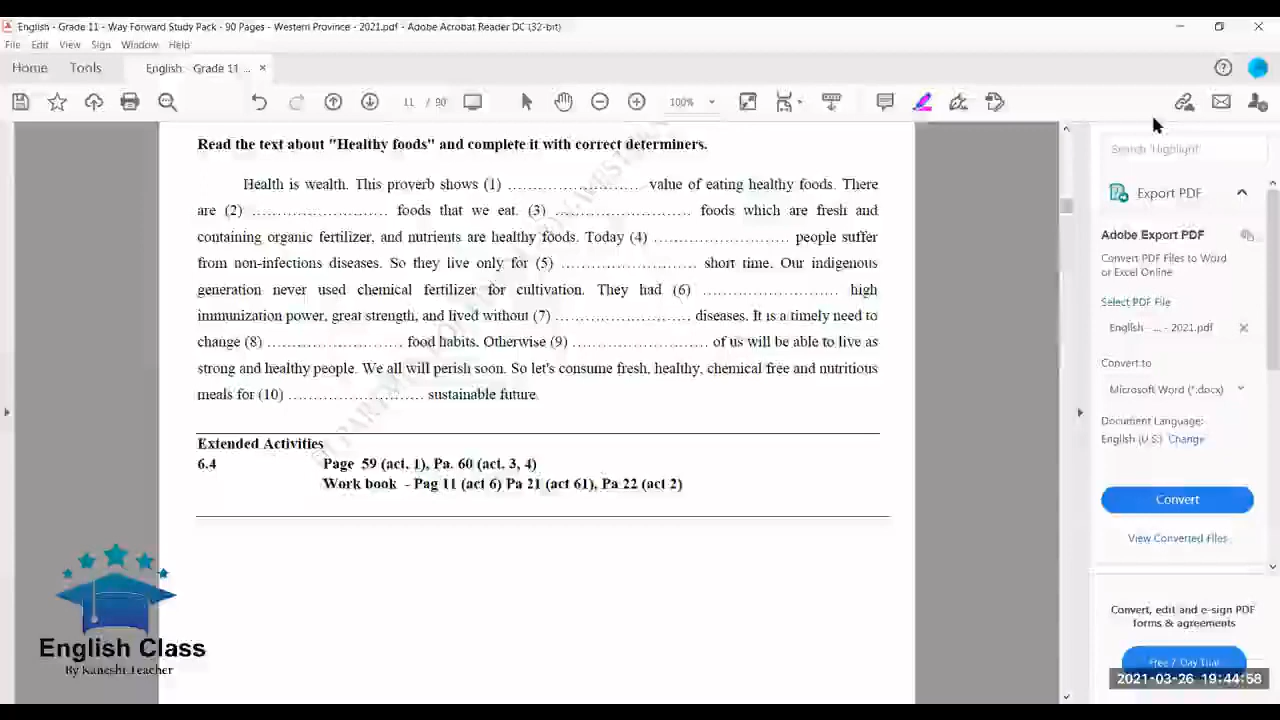 English - Grade 11 - Way Forward Study Pack - 90 Pages - Western Province - 2021.pdf - Adobe Acrobat Reader DC (32-bit)
File Edit View Sign Window Help
Home Tools English - Grade 11 ... ×
11 / 90 100%
Read the text about "Healthy foods" and complete it with correct determiners.
Health is wealth. This proverb shows (1) ............................ value of eating healthy foods. There
are (2) ............................ foods that we eat. (3) ............................ foods which are fresh and
containing organic fertilizer, and nutrients are healthy foods. Today (4) ............................ people suffer
from non-infections diseases. So they live only for (5) ............................ short time. Our indigenous
generation never used chemical fertilizer for cultivation. They had (6) ............................ high
immunization power, great strength, and lived without (7) ............................ diseases. It is a timely need to
change (8) ............................ food habits. Otherwise (9) ............................ of us will be able to live as
strong and healthy people. We all will perish soon. So let's consume fresh, healthy, chemical free and nutritious
meals for (10) ............................ sustainable future.
Extended Activities
6.4 Page 59 (act. 1), Pa. 60 (act. 3, 4)
Work book - Pag 11 (act 6) Pa 21 (act 61), Pa 22 (act 2)
Search 'Highlight'
Export PDF
Adobe Export PDF
Convert PDF Files to Word
or Excel Online
Select PDF File
English - ... - 2021.pdf
Convert to
Microsoft Word (*.docx)
Document Language:
English (U.S.) Change
Convert
View Converted Files
Convert, edit and e-sign PDF
forms & agreements
Free 7-Day Trial
2021-03-26 19:44:58
English Class
By Kaneshi Teacher